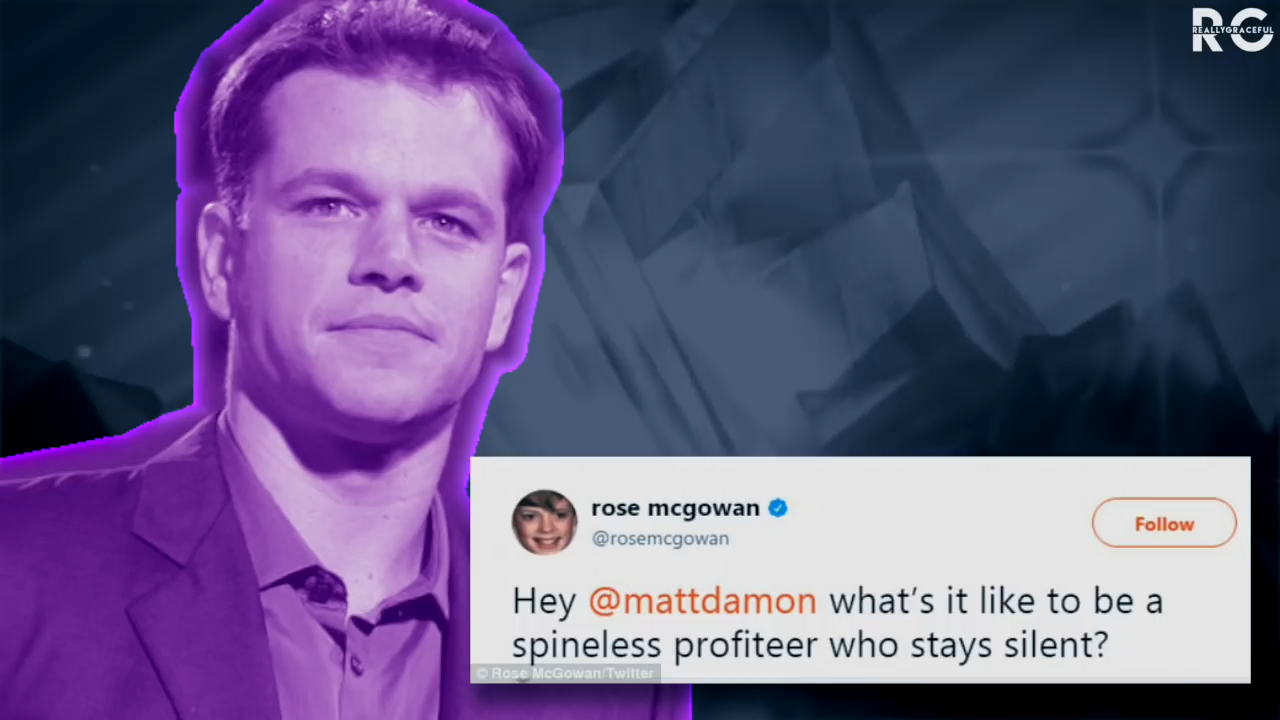 RG
REALLYGRACEFUL
rose mcgowan
@rosemcgowan
Follow
Hey @mattdamon what's it like to be a
spineless profiteer who stays silent?
© Rose McGowan/Twitter